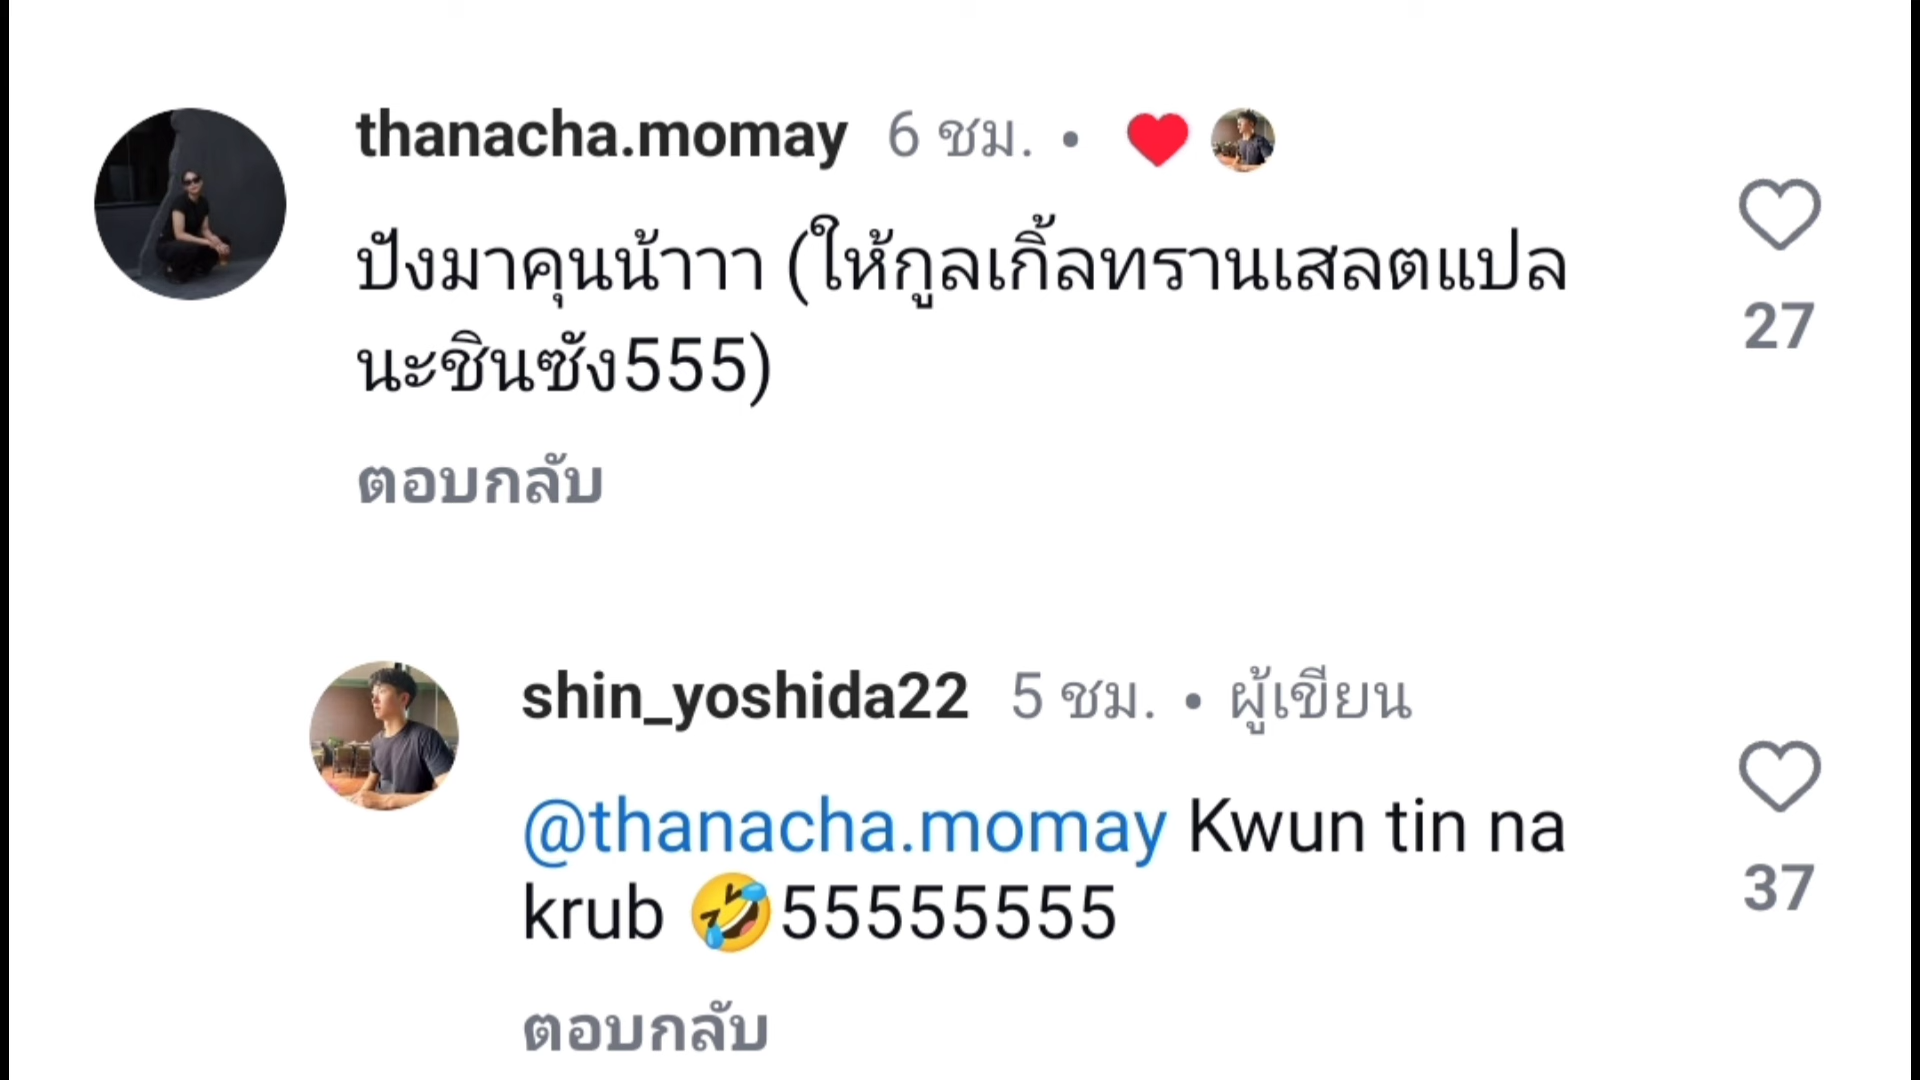 thanacha.momay 6 ชม. • ❤️
ปังมาคุนน้าาา (ให้กูลเกิ้ลทรานเสลตแปล
นะชินซัง555)
27
ตอบกลับ
shin_yoshida22 5 ชม. • ผู้เขียน
@thanacha.momay Kwun tin na
krub 🤣55555555
37
ตอบกลับ